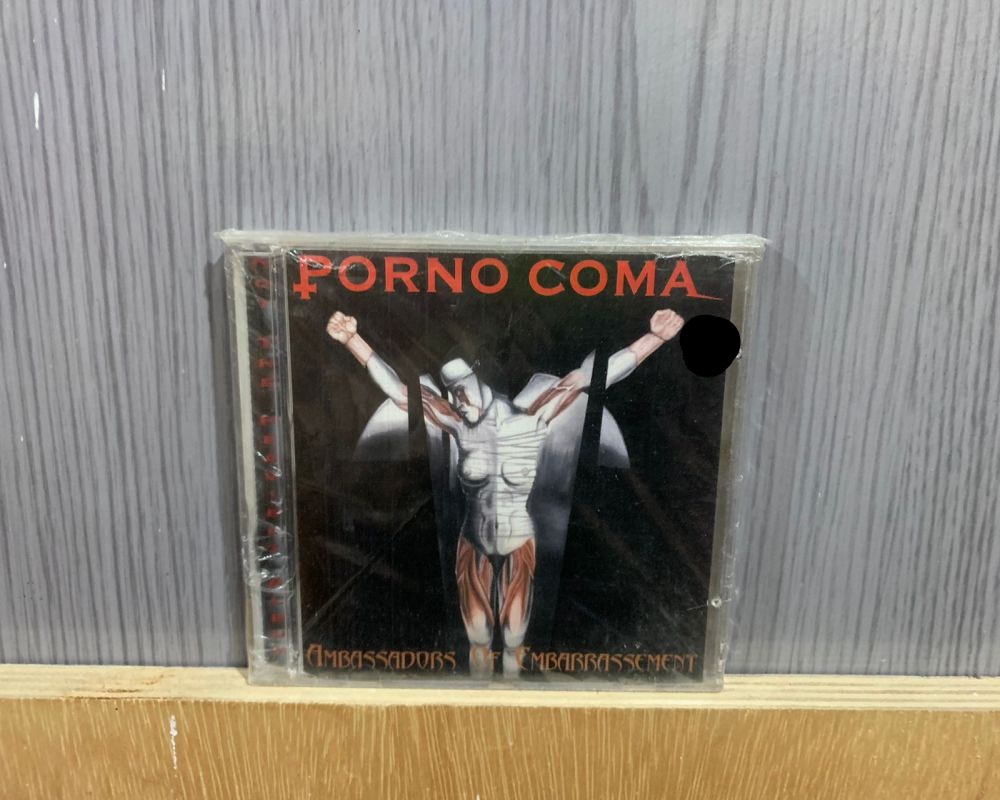 PORNO COMA
AMBASSADORS OF EMBARRASSEMENT